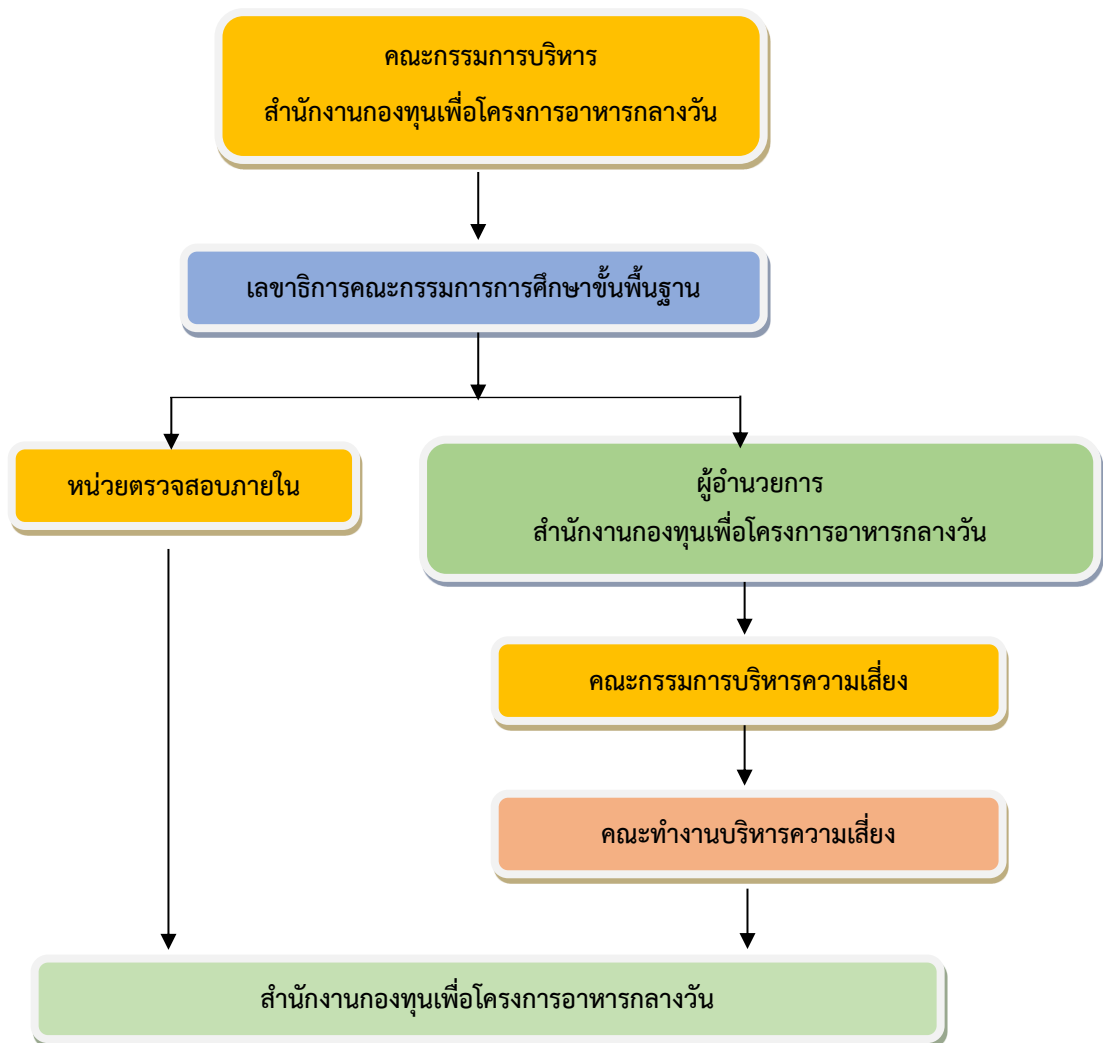 คณะกรรมการบริหาร
สำนักงานกองทุนเพื่อโครงการอาหารกลางวัน
เลขาธิการคณะกรรมการการศึกษาขั้นพื้นฐาน
หน่วยตรวจสอบภายใน
ผู้อำนวยการ
สำนักงานกองทุนเพื่อโครงการอาหารกลางวัน
คณะกรรมการบริหารความเสี่ยง
คณะทำงานบริหารความเสี่ยง
สำนักงานกองทุนเพื่อโครงการอาหารกลางวัน